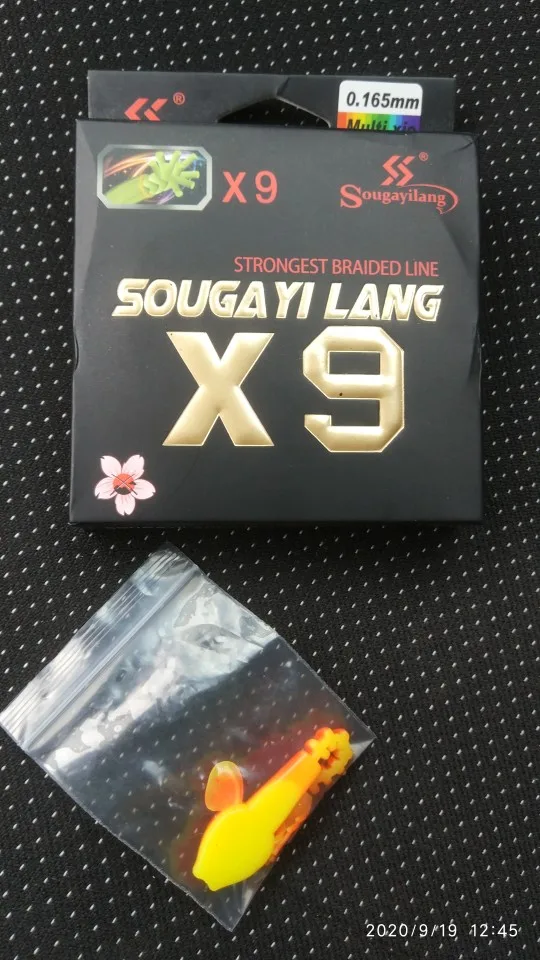 ®
0.165mm
X9
®
Sougayilang
STRONGEST BRAIDED LINE
SOUGAYI LANG
X9
2020/9/19 12:45